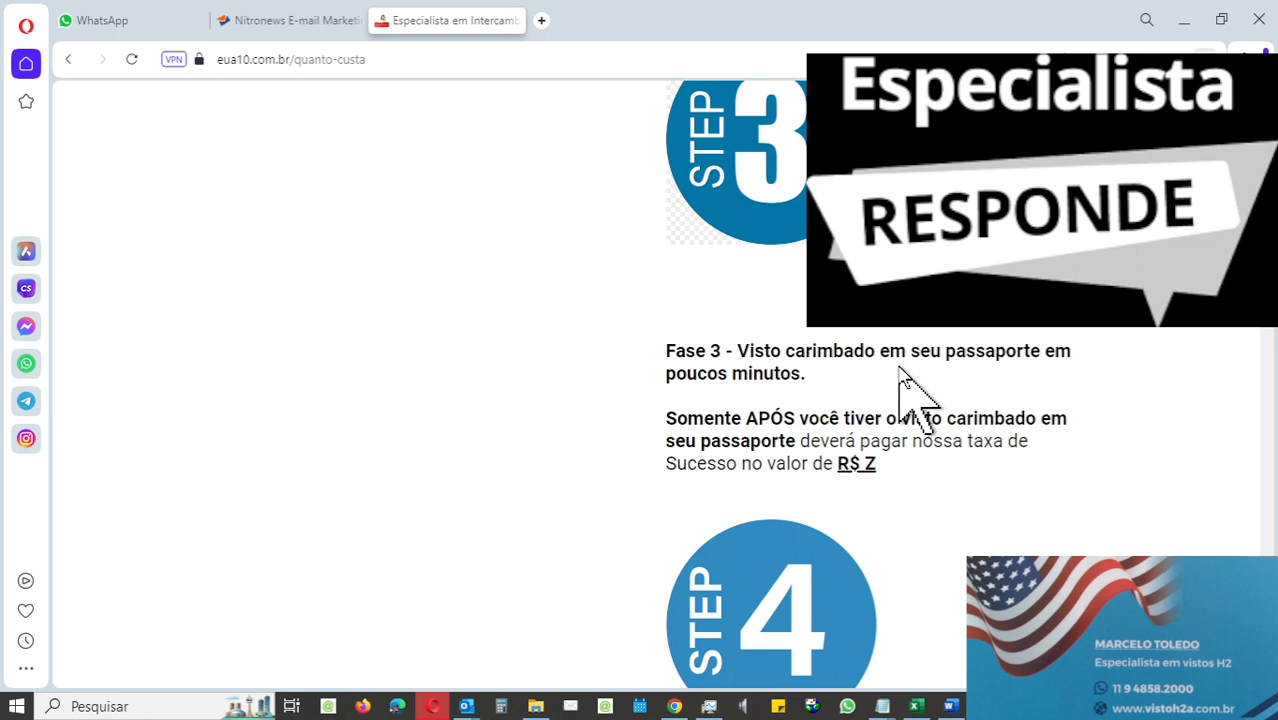 WhatsApp
Nitronews E-mail Marketi
Especialista em Intercamb
VPN
eua10.com.br/quanto-custa
Especialista
RESPONDE
STEP 3
Fase 3 - Visto carimbado em seu passaporte em
poucos minutos.
Somente APÓS você tiver o visto carimbado em
seu passaporte deverá pagar nossa taxa de
Sucesso no valor de R$ Z
STEP 4
MARCELO TOLEDO
Especialista em vistos H2
11 9 4858.2000
www.vistoh2a.com.br
CS
Pesquisar